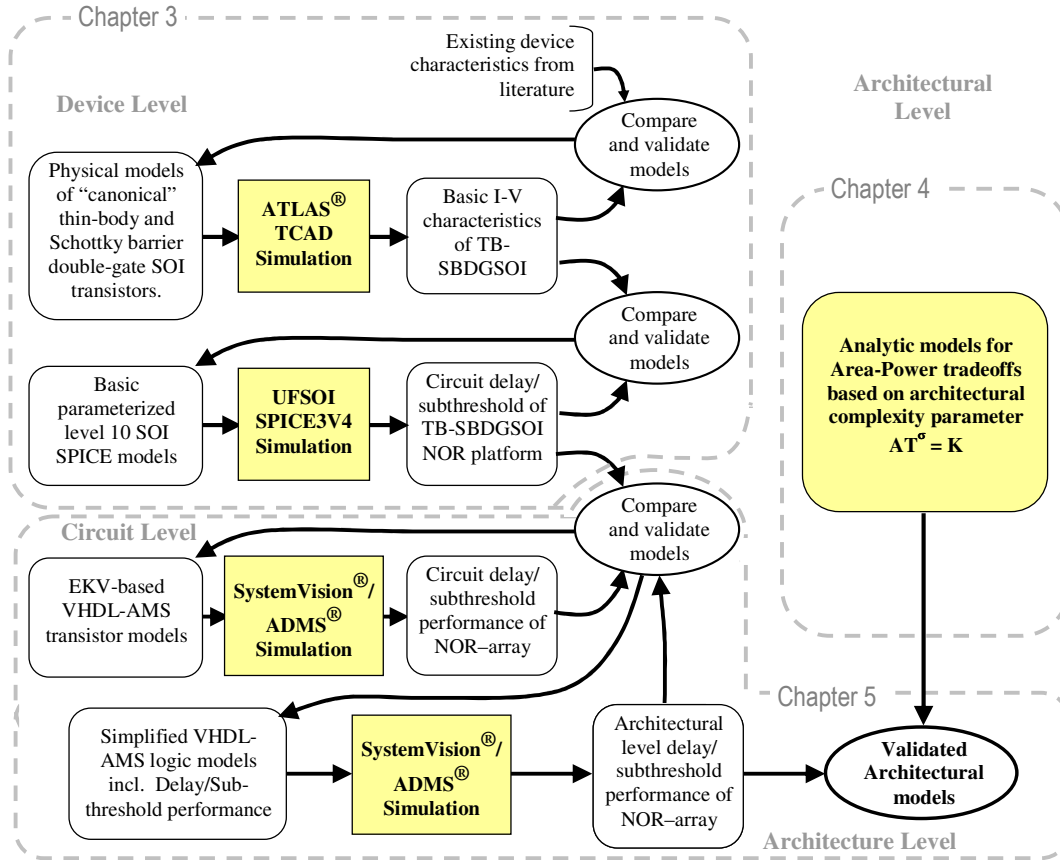 Chapter 3
Existing device
characteristics from
literature
Device Level
Architectural
Level
Compare
and validate
models
Physical models
of “canonical”
thin-body and
Schottky barrier
double-gate SOI
transistors.
ATLAS®
TCAD
Simulation
Basic I-V
characteristics
of TB-
SBDGSOI
Chapter 4
Compare
and validate
models
Basic
parameterized
level 10 SOI
SPICE models
UFSOI
SPICE3V4
Simulation
Circuit delay/
subthreshold of
TB-SBDGSOI
NOR platform
Analytic models for
Area-Power tradeoffs
based on architectural
complexity parameter
ATσ = K
Compare
and validate
models
Circuit Level
EKV-based
VHDL-AMS
transistor models
SystemVision®/
ADMS®
Simulation
Circuit delay/
subthreshold
performance of
NOR–array
Chapter 5
Simplified VHDL-
AMS logic models
incl. Delay/Sub-
threshold performance
SystemVision®/
ADMS®
Simulation
Architectural
level delay/
subthreshold
performance of
NOR–array
Validated
Architectural
models
Architecture Level